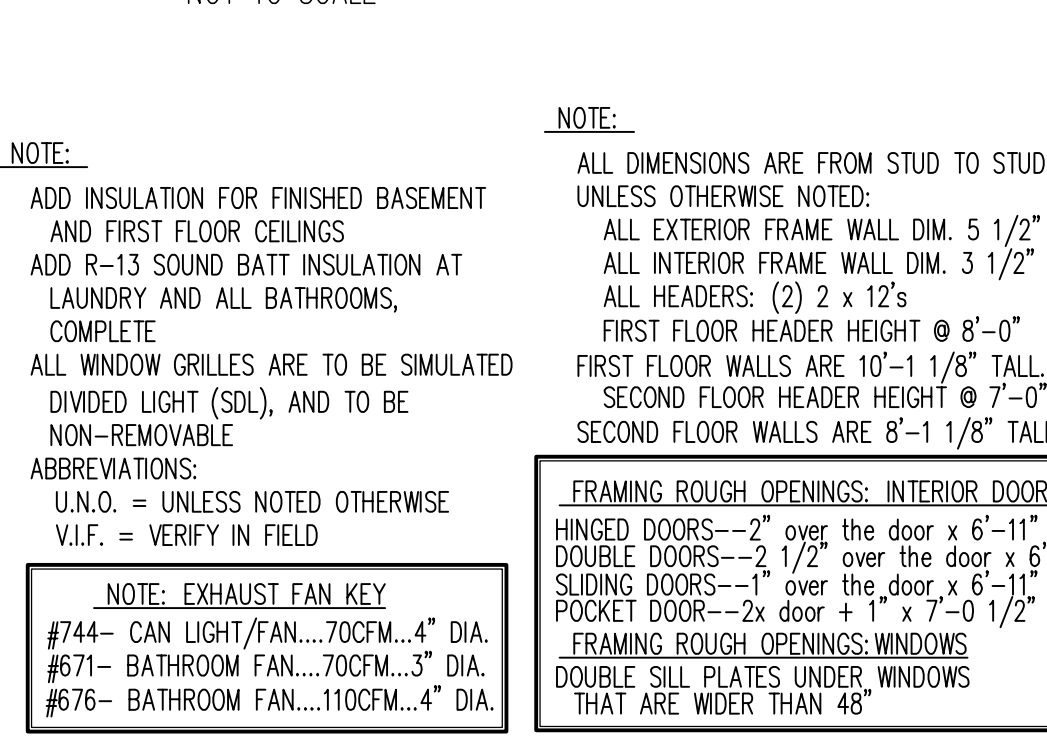 NOT TO SCALE
NOTE:
ADD INSULATION FOR FINISHED BASEMENT
AND FIRST FLOOR CEILINGS
ADD R-13 SOUND BATT INSULATION AT
LAUNDRY AND ALL BATHROOMS,
COMPLETE
ALL WINDOW GRILLES ARE TO BE SIMULATED
DIVIDED LIGHT (SDL), AND TO BE
NON-REMOVABLE
ABBREVIATIONS:
U.N.O. = UNLESS NOTED OTHERWISE
V.I.F. = VERIFY IN FIELD
NOTE: EXHAUST FAN KEY
#744- CAN LIGHT/FAN....70CFM...4" DIA.
#671- BATHROOM FAN....70CFM...3" DIA.
#676- BATHROOM FAN....110CFM...4" DIA.
NOTE:
ALL DIMENSIONS ARE FROM STUD TO STUD
UNLESS OTHERWISE NOTED:
ALL EXTERIOR FRAME WALL DIM. 5 1/2"
ALL INTERIOR FRAME WALL DIM. 3 1/2"
ALL HEADERS: (2) 2 x 12's
FIRST FLOOR HEADER HEIGHT @ 8'-0"
FIRST FLOOR WALLS ARE 10'-1 1/8" TALL.
SECOND FLOOR HEADER HEIGHT @ 7'-0"
SECOND FLOOR WALLS ARE 8'-1 1/8" TALL
FRAMING ROUGH OPENINGS: INTERIOR DOOR
HINGED DOORS--2" over the door x 6'-11"
DOUBLE DOORS--2 1/2" over the door x 6'
SLIDING DOORS--1" over the door x 6'-11"
POCKET DOOR--2x door + 1" x 7'-0 1/2"
FRAMING ROUGH OPENINGS: WINDOWS
DOUBLE SILL PLATES UNDER WINDOWS
THAT ARE WIDER THAN 48"